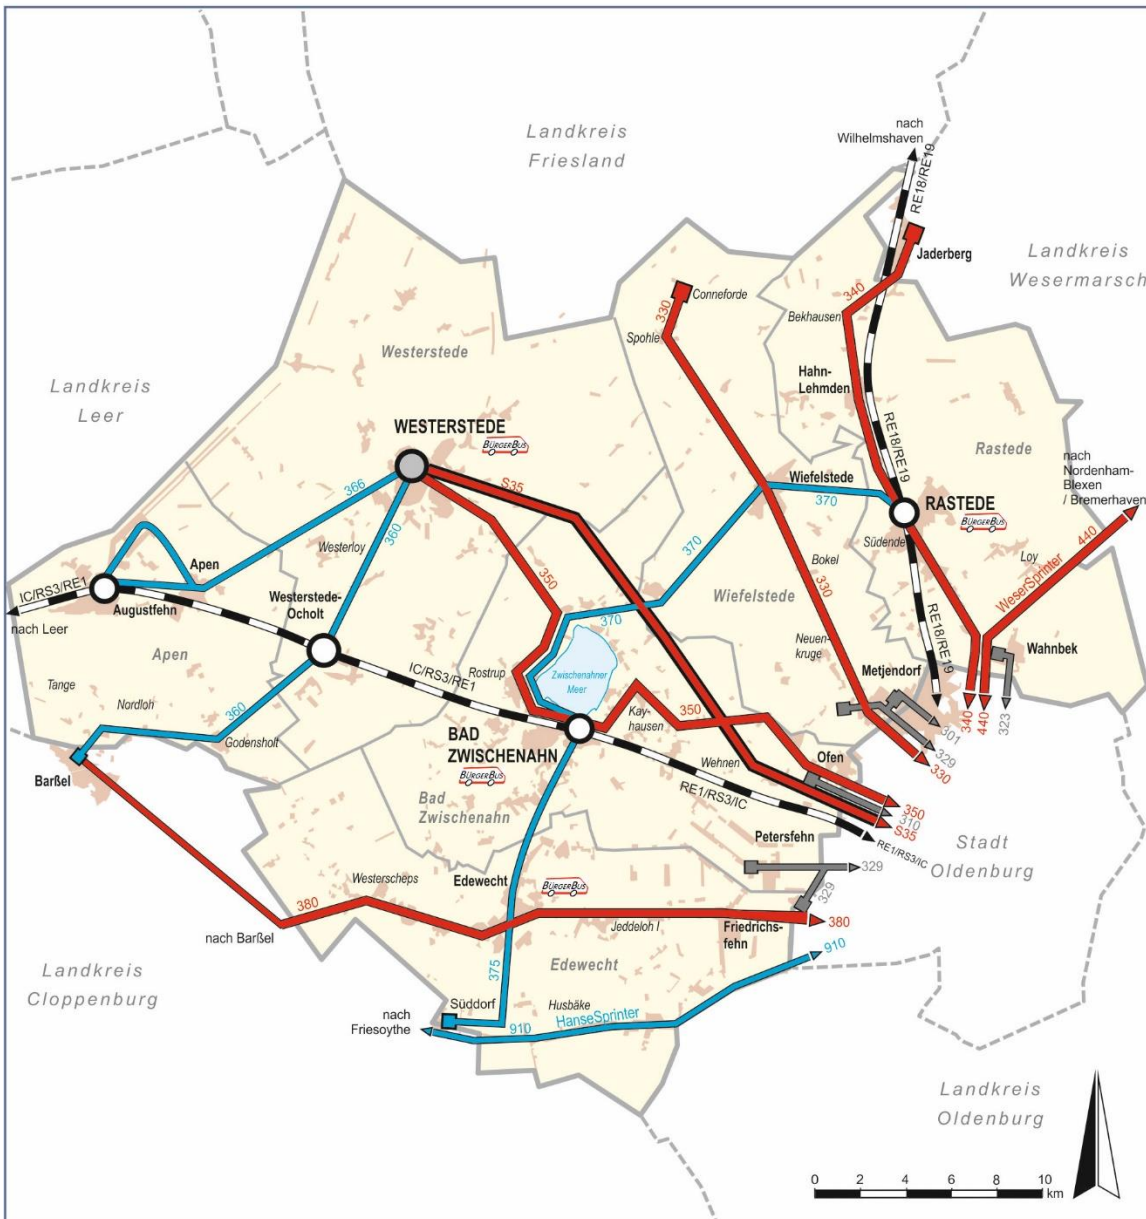 Landkreis
Friesland
nach
Wilhelmshaven
RE18/RE19
Jaderberg
Landkreis
Wesermarsch
340
Bekhausen
Conneforde
330
Spohle
Hahn-
Lehmden
RE18/RE19
Rastede
Westerstede
Landkreis
Leer
WESTERSTEDE
BÜRGERBUS
S35
366
360
Westerloy
350
Wiefelstede
370
RASTEDE
BÜRGERBUS
Südende
nach
Nordenham-
Blexen
/ Bremerhaven
440
WeserSprinter
Loy
370
Bokel
330
Wiefelstede
370
Apen
IC/RS3/RE1
nach Leer
Augustfehn
Westerstede-
Ocholt
Apen
Tange
Nordloh
360
Godensholt
Barßel
IC/RS3/RE1
Rostrup
Zwischenahner
Meer
Kay-
hausen
350
Neuen-
kruge
Metjendorf
RE18/RE19
Wahnbek
340
440
323
301
329
330
BAD
ZWISCHENAHN
BÜRGERBUS
Bad
Zwischenahn
RE1/RS3/IC
Wehnen
Ofen
350
310
S35
RE1/RS3/IC
Stadt
Oldenburg
Petersfehn
329
329
Westerscheps
Edewecht
BÜRGERBUS
380
nach Barßel
Jeddeloh I
Friedrichs-
fehn
380
910
Edewecht
375
Süddorf
Husbäke
nach
Friesoythe
910
HanseSprinter
Landkreis
Cloppenburg
Landkreis
Oldenburg
0 2 4 6 8 10
km